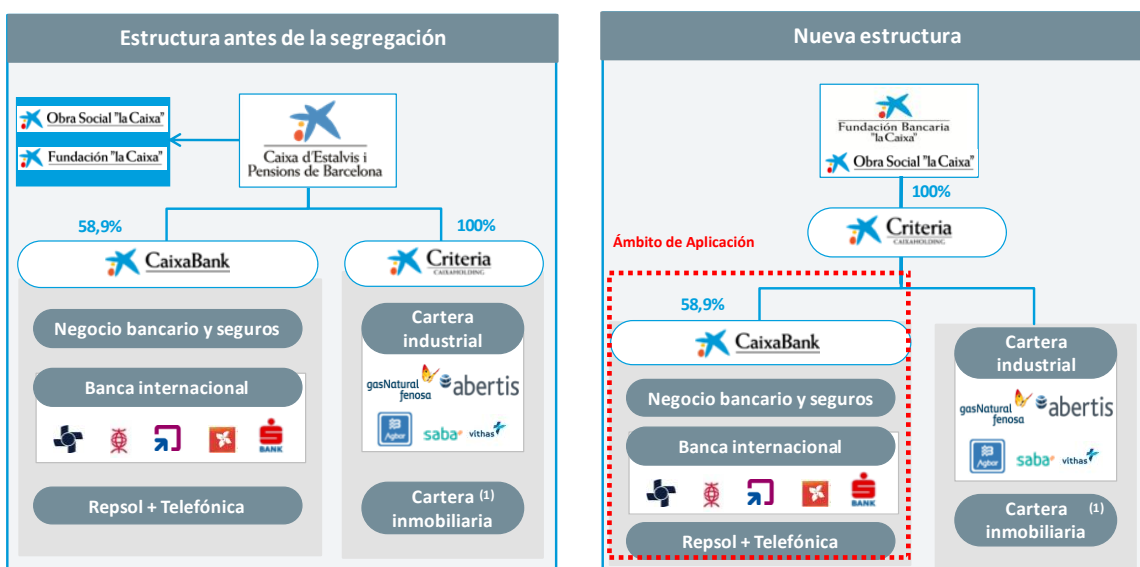 Estructura antes de la segregación
Obra Social "la Caixa"
Fundación "la Caixa"
Caixa d'Estalvis i
Pensions de Barcelona
58,9%
100%
CaixaBank
Criteria
CAIXAHOLDING
Negocio bancario y seguros
Banca internacional
BANK
Repsol + Telefónica
Cartera
industrial
gasNatural
fenosa
abertis
Agbar
saba
vithas
Cartera (1)
inmobiliaria
Nueva estructura
Fundación Bancaria
"la Caixa"
Obra Social "la Caixa"
100%
Criteria
CAIXAHOLDING
Ámbito de Aplicación
58,9%
CaixaBank
Negocio bancario y seguros
Banca internacional
BANK
Repsol + Telefónica
Cartera
industrial
gasNatural
fenosa
abertis
Agbar
saba
vithas
Cartera (1)
inmobiliaria